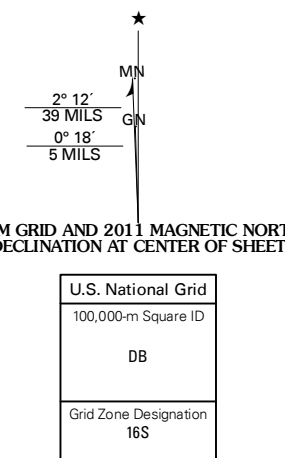 ★
MN
2° 12´
39 MILS
GN
0° 18´
5 MILS
M GRID AND 2011 MAGNETIC NORT
DECLINATION AT CENTER OF SHEET
U.S. National Grid
100,000-m Square ID
DB
Grid Zone Designation
16S